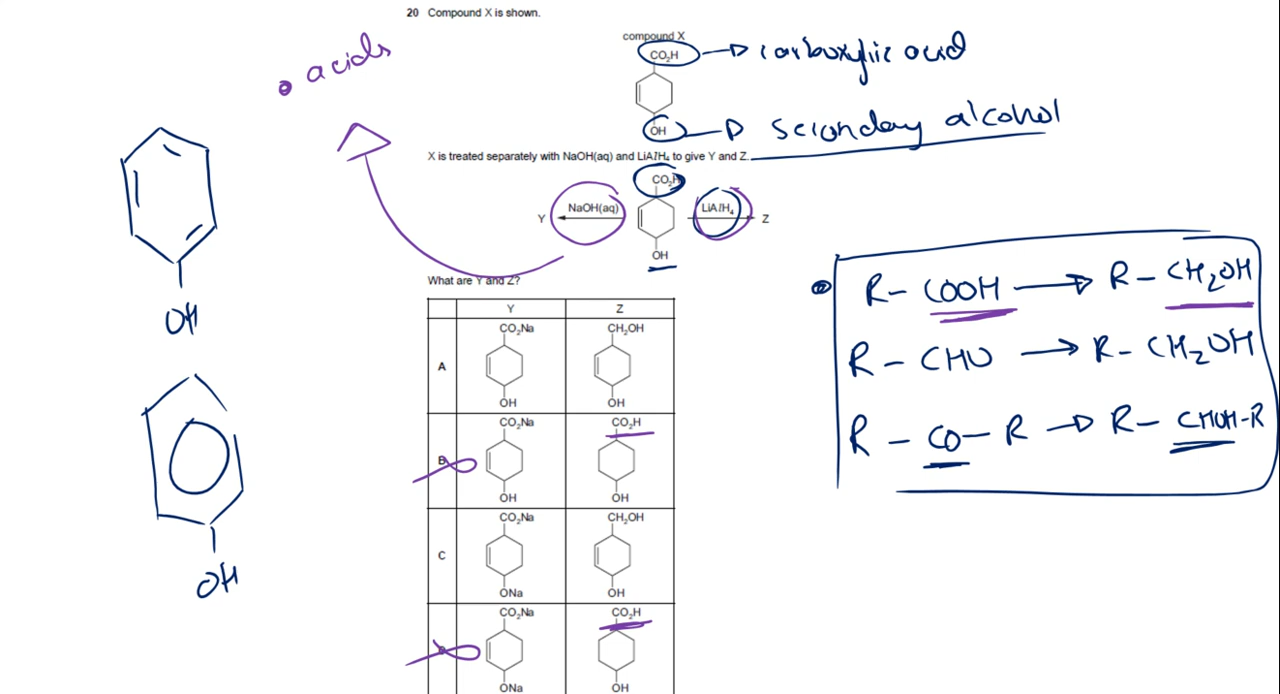 20 Compound X is shown.
compound X
CO₂H → carboxylic acid
OH → secionday alcohol
• acids
X is treated separately with NaOH(aq) and LiAlH₄ to give Y and Z.
CO₂H
Y NaOH(aq) LiAlH₄ Z
OH
What are Y and Z?
Y Z
CO₂Na CH₂OH
A
OH OH
CO₂Na CO₂H
B
OH OH
CO₂Na CH₂OH
C
ONa OH
CO₂Na CO₂H
ONa OH
OH
OH
R – COOH → R – CH₂OH
R – CHO → R – CH₂OH
R – CO – R → R – CHOH-R